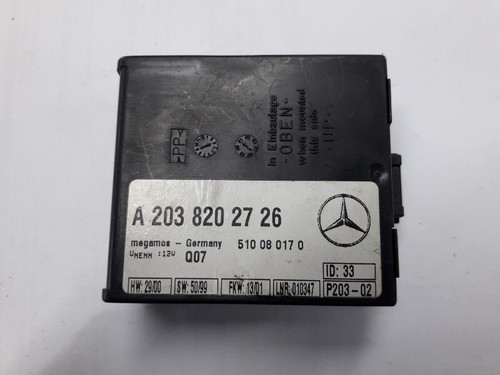 >PP<
In Einbaulage
-OBEN-
when mounted
this side
-UP-
A 203 820 27 26
megamos - Germany 51 08 017 0
UNENN :12V Q07
ID: 33
HW: 29/00 SW: 50/99 FKW: 13/01 LNR: 010347 P203-02